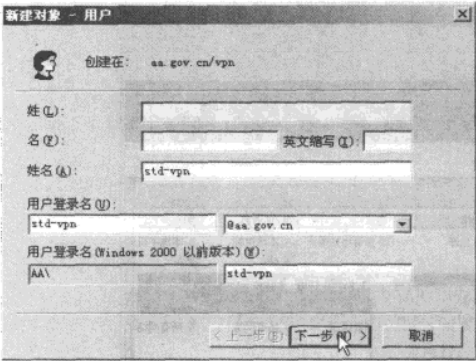 新建对象 - 用户
创建在: aa.gov.cn/vpn
姓(L):
名(F): 英文缩写(I):
姓名(A): std-vpn
用户登录名(U):
std-vpn @aa.gov.cn
用户登录名(Windows 2000 以前版本)(W):
AA\ std-vpn
< 上一步(B) 下一步(N) > 取消